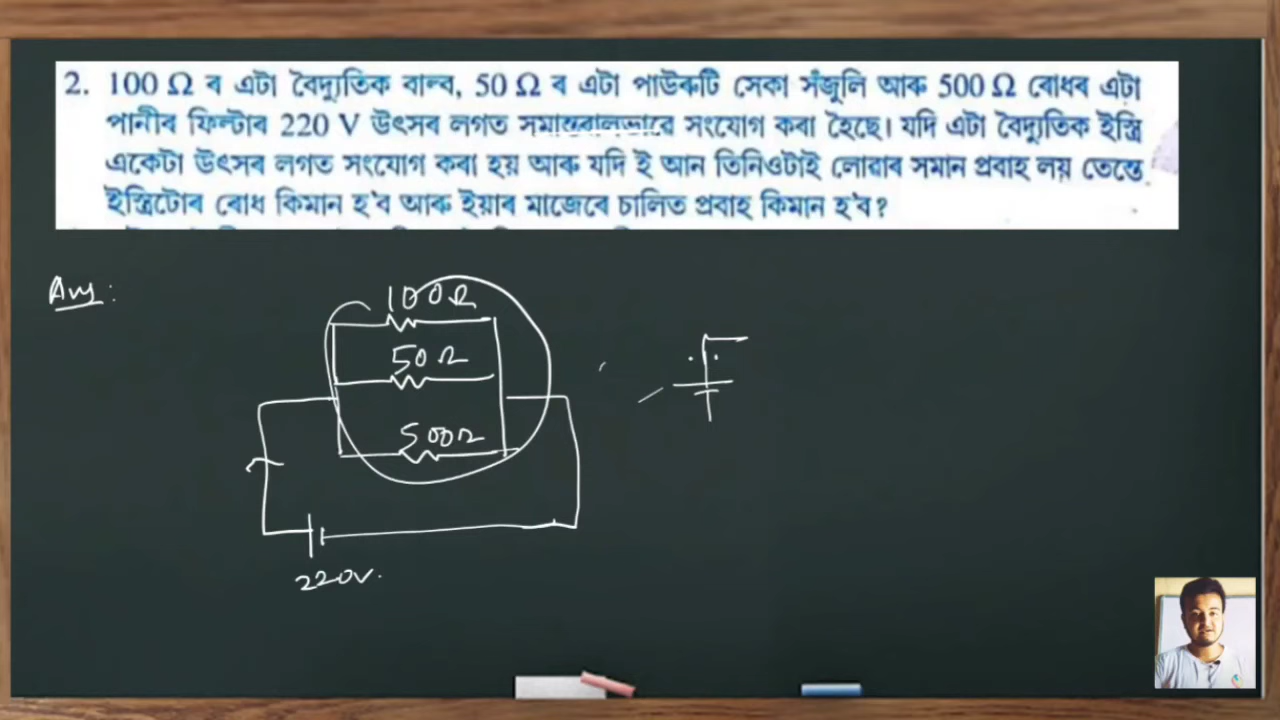 2. 100 Ω ৰ এটা বৈদ্যুতিক বাল্ব, 50 Ω ৰ এটা পাউৰুটি সেকা সঁজুলি আৰু 500 Ω ৰোধৰ এটা
পানীৰ ফিল্টাৰ 220 V উৎসৰ লগত সমান্তৰালভাৱে সংযোগ কৰা হৈছে। যদি এটা বৈদ্যুতিক ইস্ত্ৰি
একেটা উৎসৰ লগত সংযোগ কৰা হয় আৰু যদি ই আন তিনিওটাই লোৱাৰ সমান প্ৰবাহ লয় তেন্তে
ইস্ত্ৰিটোৰ ৰোধ কিমান হ'ব আৰু ইয়াৰ মাজেৰে চালিত প্ৰবাহ কিমান হ'ব?
Ans:
100Ω
50Ω
500Ω
220V.